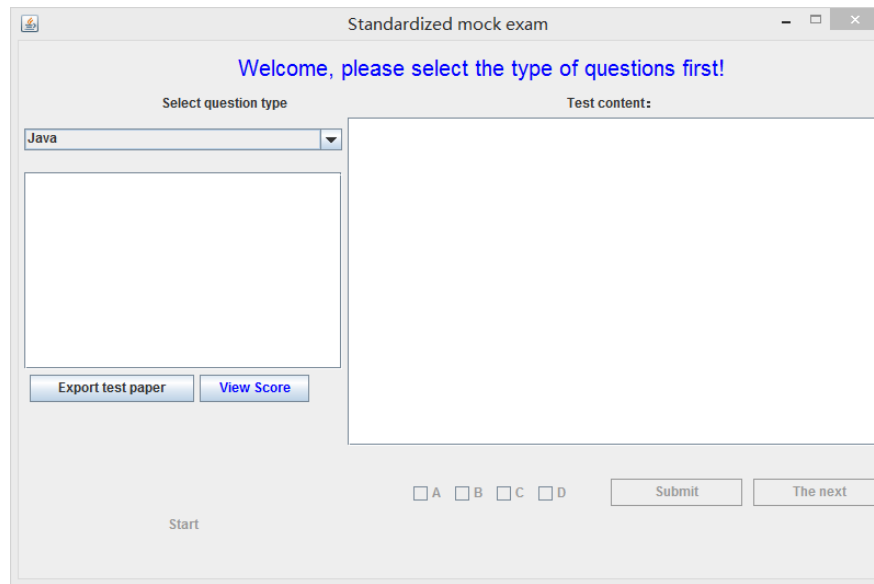 Standardized mock exam
Welcome, please select the type of questions first!
Select question type
Test content：
Java
Export test paper
View Score
A
B
C
D
Submit
The next
Start